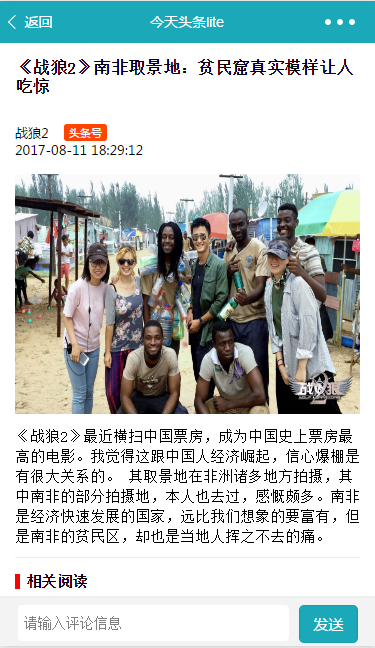 返回
今天头条lite
《战狼2》南非取景地：贫民窟真实模样让人
吃惊
战狼2 头条号
2017-08-11 18:29:12
战狼
《战狼2》最近横扫中国票房，成为中国史上票房最
高的电影。我觉得这跟中国人经济崛起，信心爆棚是
有很大关系的。 其取景地在非洲诸多地方拍摄，其
中南非的部分拍摄地，本人也去过，感慨颇多。南非
是经济快速发展的国家，远比我们想象的要富有，但
是南非的贫民区，却也是当地人挥之不去的痛。
相关阅读
请输入评论信息
发送